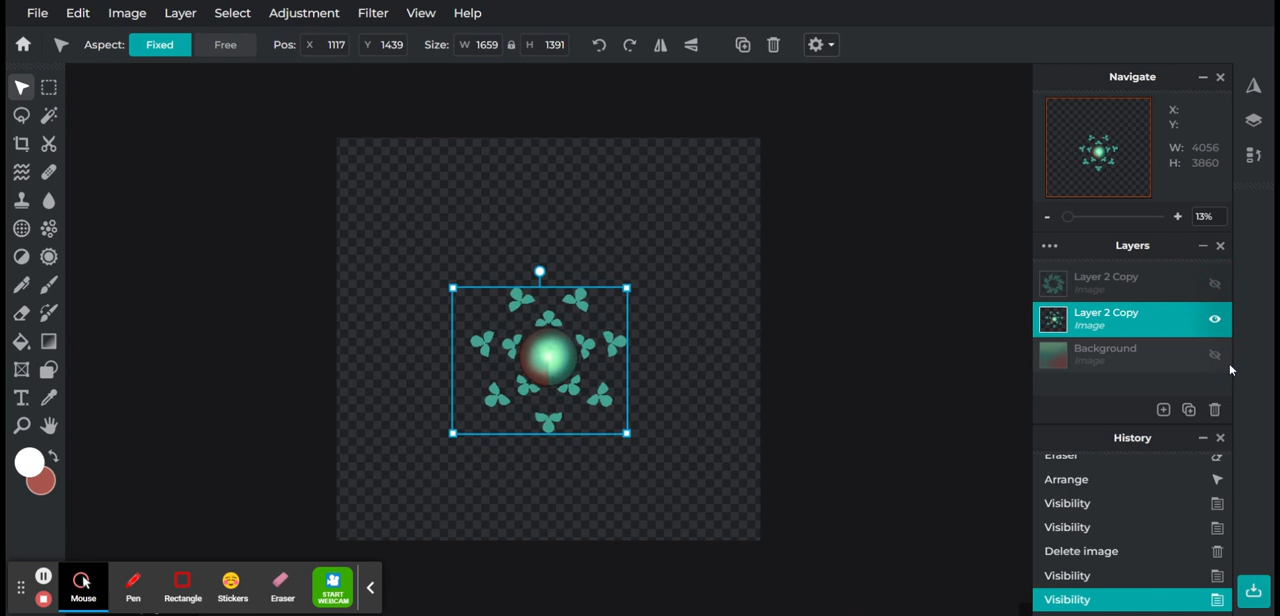 File Edit Image Layer Select Adjustment Filter View Help
Aspect: Fixed Free Pos: X 1117 Y 1439 Size: W 1659 H 1391
Navigate
X:
Y:
W: 4056
H: 3860
- + 13%
Layers
Layer 2 Copy
Image
Layer 2 Copy
Image
Background
Image
History
Eraser
Arrange
Visibility
Visibility
Delete image
Visibility
Visibility
T
Mouse Pen Rectangle Stickers Eraser START
WEBCAM